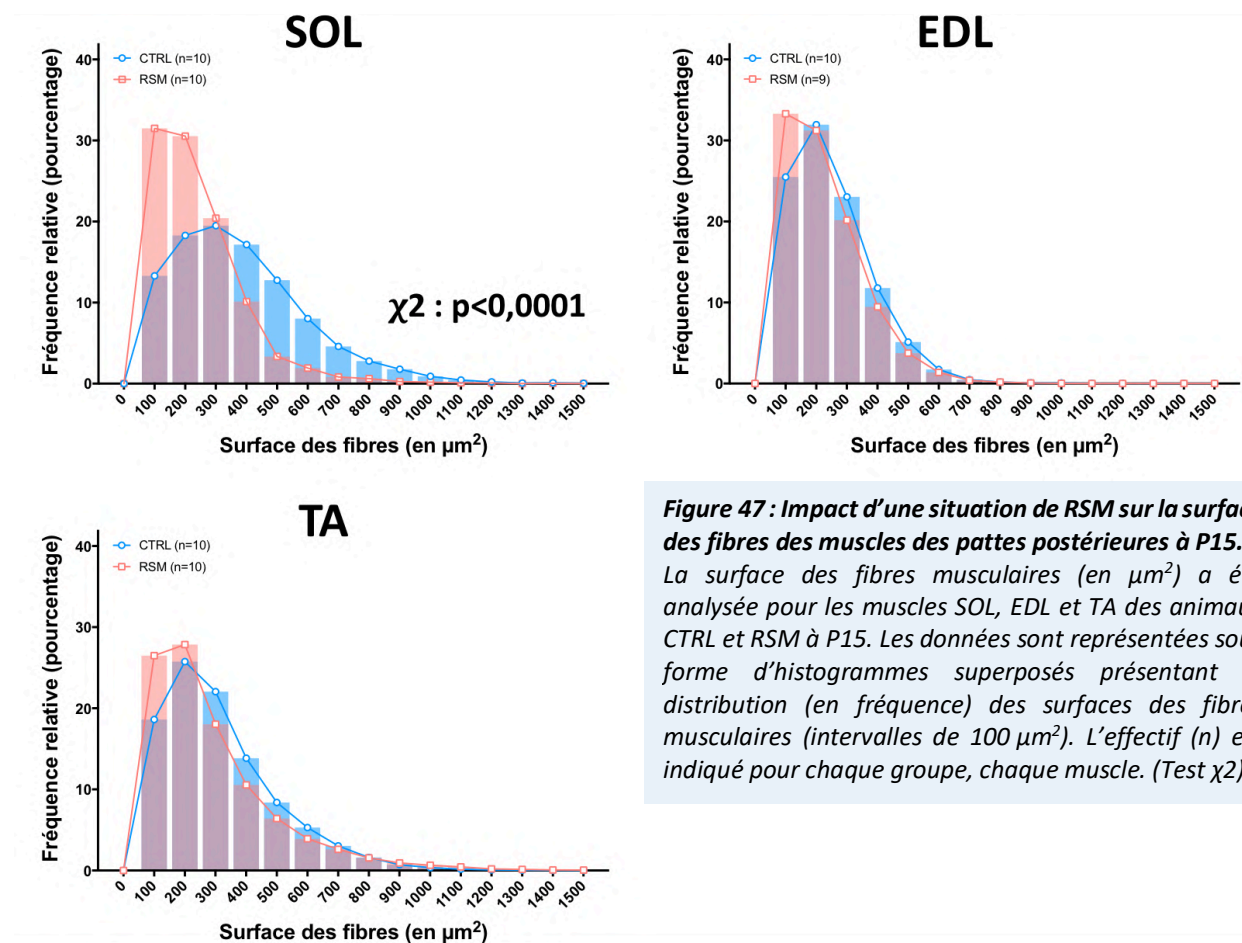 SOL
CTRL (n=10)
RSM (n=10)
Fréquence relative (pourcentage)
40
30
20
10
0
χ2 : p<0,0001
0 100 200 300 400 500 600 700 800 900 1000 1100 1200 1300 1400 1500
Surface des fibres (en µm²)
EDL
CTRL (n=10)
RSM (n=9)
Fréquence relative (pourcentage)
40
30
20
10
0
0 100 200 300 400 500 600 700 800 900 1000 1100 1200 1300 1400 1500
Surface des fibres (en µm²)
TA
CTRL (n=10)
RSM (n=10)
Fréquence relative (pourcentage)
40
30
20
10
0
0 100 200 300 400 500 600 700 800 900 1000 1100 1200 1300 1400 1500
Surface des fibres (en µm²)
Figure 47 : Impact d’une situation de RSM sur la surfac
des fibres des muscles des pattes postérieures à P15.
La surface des fibres musculaires (en µm²) a é
analysée pour les muscles SOL, EDL et TA des animau
CTRL et RSM à P15. Les données sont représentées sou
forme d’histogrammes superposés présentant
distribution (en fréquence) des surfaces des fibre
musculaires (intervalles de 100 µm²). L’effectif (n) e
indiqué pour chaque groupe, chaque muscle. (Test χ2)